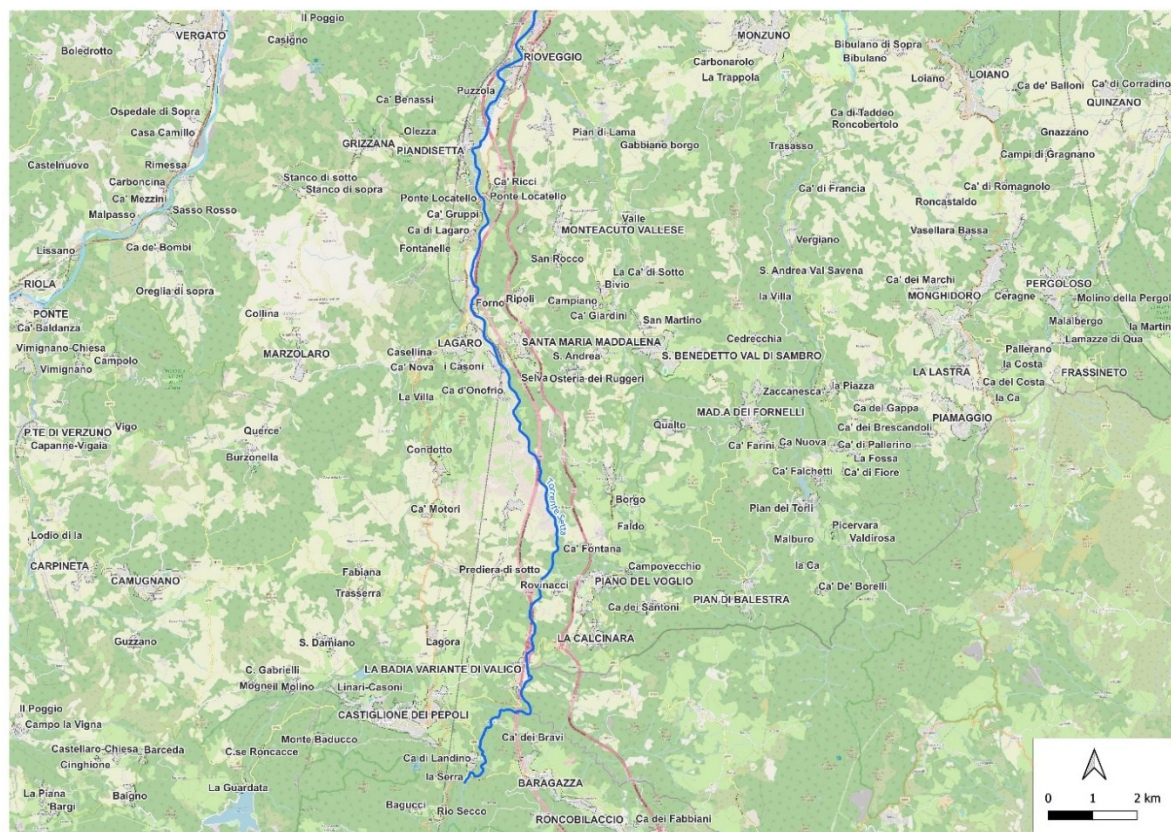 Il Poggio
VERGATO
Casigno
Boledrotto
RIOVEGGIO
MONZUNO
Carbonarolo
La Trappola
Bibulano di Sopra
Bibulano
Loiano
LOIANO
Ca de' Balloni
Ca' di Corradino
QUINZANO
Puzzola
Ca' Benassi
Ospedale di Sopra
Casa Camillo
Olezza
GRIZZANA
PIANDISETTA
Pian di Lama
Gabbiano borgo
Ca di Taddeo
Roncobertolo
Trasasso
Gnazzano
Campi di Gragnano
Castelnuovo
Rimessa
Carboncina
Ca' Mezzini
Malpasso
Sasso Rosso
Stanco di sotto
Stanco di sopra
Ca' Ricci
Ponte Locatello
Ponte Locatello
Ca' Gruppi
Ca di Lagaro
Fontanelle
Ca' di Francia
Ca' di Romagnolo
Roncastaldo
Valle
MONTEACUTO VALLESE
Vergiano
Vasellara Bassa
Lissano
Ca de' Bombi
San Rocco
La Ca' di Sotto
Bivio
S. Andrea Val Savena
Ca' dei Marchi
RIOLA
Oreglia di sopra
PERGOLOSO
Ceragne
Molino della Pergol
la Villa
MONGHIDORO
PONTE
Ca' Baldanza
Collina
Forno
Ripoli
Campiano
Ca' Giardini
San Martino
Malalbergo
la Martin
Vimignano-Chiesa
Vimignano
Campolo
MARZOLARO
LAGARO
Casellina
Ca' Nova
i Casoni
SANTA MARIA MADDALENA
S. Andrea
Cedrecchia
S. BENEDETTO VAL DI SAMBRO
Pallerano
la Costa
Lamazze di Qua
Selva
Osteria dei Ruggeri
LA LASTRA
Ca del Costa
FRASSINETO
la Ca
La Villa
Ca d'Onofrio
Zaccanesca
la Piazza
MAD.A DEI FORNELLI
Ca del Gappa
PIAMAGGIO
Ca' dei Brescandoli
P.TE DI VERZUNO
Vigo
Capanne-Vigaia
Querce'
Burzonella
Condotto
Qualto
Ca' Farini
Ca Nuova
Ca' di Pallerino
La Fossa
Ca' di Fiore
Ca' Falchetti
Torrente Setta
Borgo
Faldo
Ca' Motori
Pian dei Torli
Picervara
Valdirosa
Malburo
Lodio di la
CARPINETA
CAMUGNANO
Ca' Fontana
Campovecchio
la Ca
Fabiana
Trasserra
Prediera di sotto
Rovinacci
PIANO DEL VOGLIO
Ca' De' Borelli
Ca dei Santoni
PIAN DI BALESTRA
Guzzano
S. Damiano
Lagora
LA CALCINARA
C. Gabrielli
Mogne
il Molino
Linari-Casoni
LA BADIA VARIANTE DI VALICO
Il Poggio
Campo la Vigna
CASTIGLIONE DEI PEPOLI
Castellaro-Chiesa
Barceda
Cinghione
C.se Roncacce
Monte Baducco
Ca' dei Bravi
Ca di Landino
la Serra
La Piana
Bargi
Baigno
La Guardata
BARAGAZZA
Bagucci
Rio Secco
RONCOBILACCIO
Ca dei Fabbiani
0 1 2 km